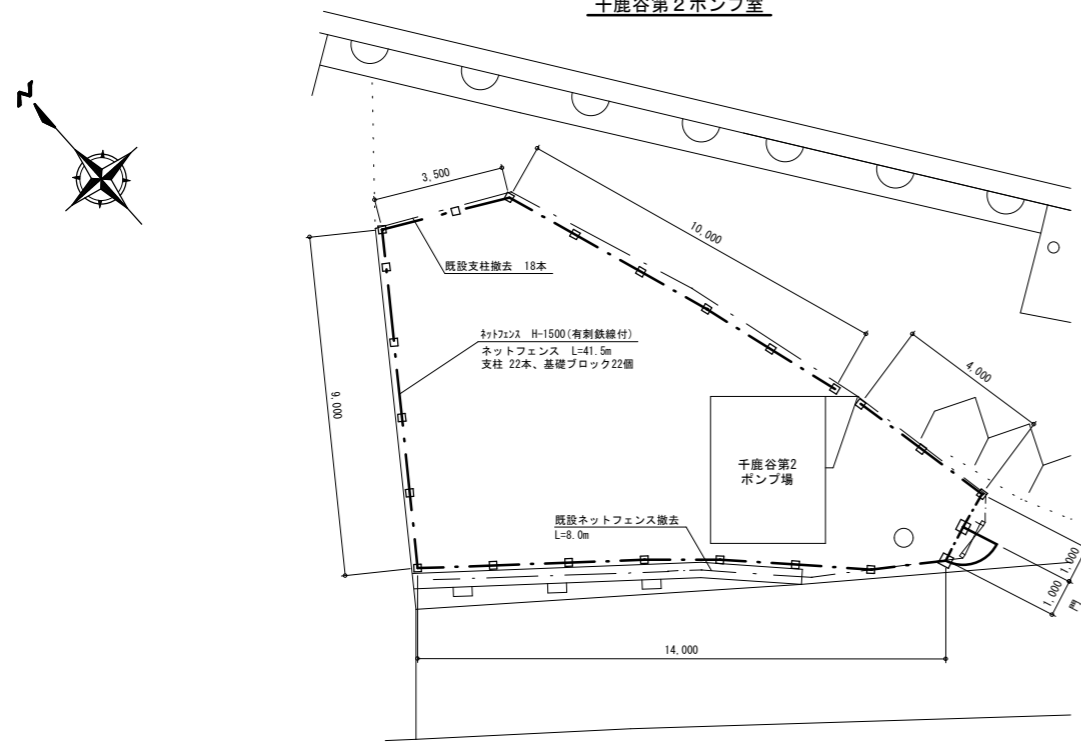 千鹿谷第2ポンプ室
N
3,500
10,000
既設支柱撤去 18本
ネットフェンス H-1500(有刺鉄線付)
ネットフェンス L=41.5m
支柱 22本、基礎ブロック22個
9,000
4,000
千鹿谷第2
ポンプ場
既設ネットフェンス撤去
L=8.0m
1,000
1,000
門
14,000